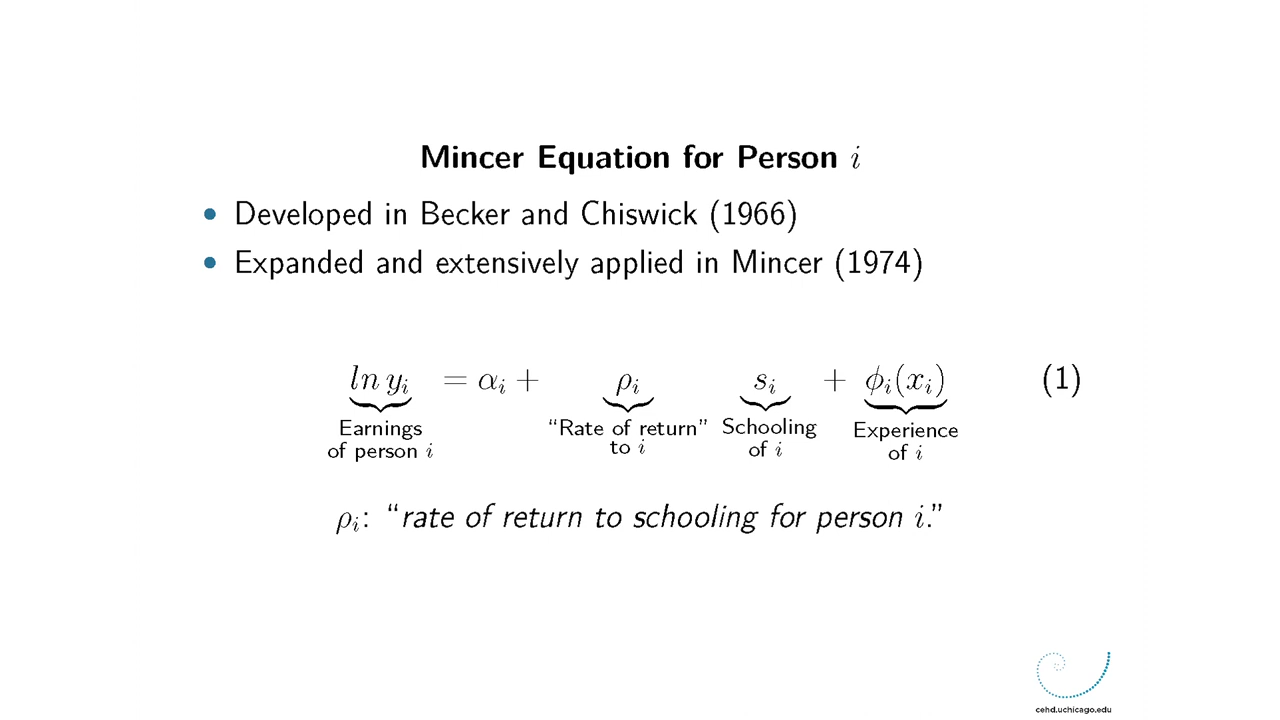 Mincer Equation for Person i
• Developed in Becker and Chiswick (1966)
• Expanded and extensively applied in Mincer (1974)
ln yᵢ = αᵢ + ρᵢ sᵢ + ϕᵢ(xᵢ) (1)
Earnings of person i
“Rate of return” to i
Schooling of i
Experience of i
ρᵢ: “rate of return to schooling for person i.”
cehd.uchicago.edu